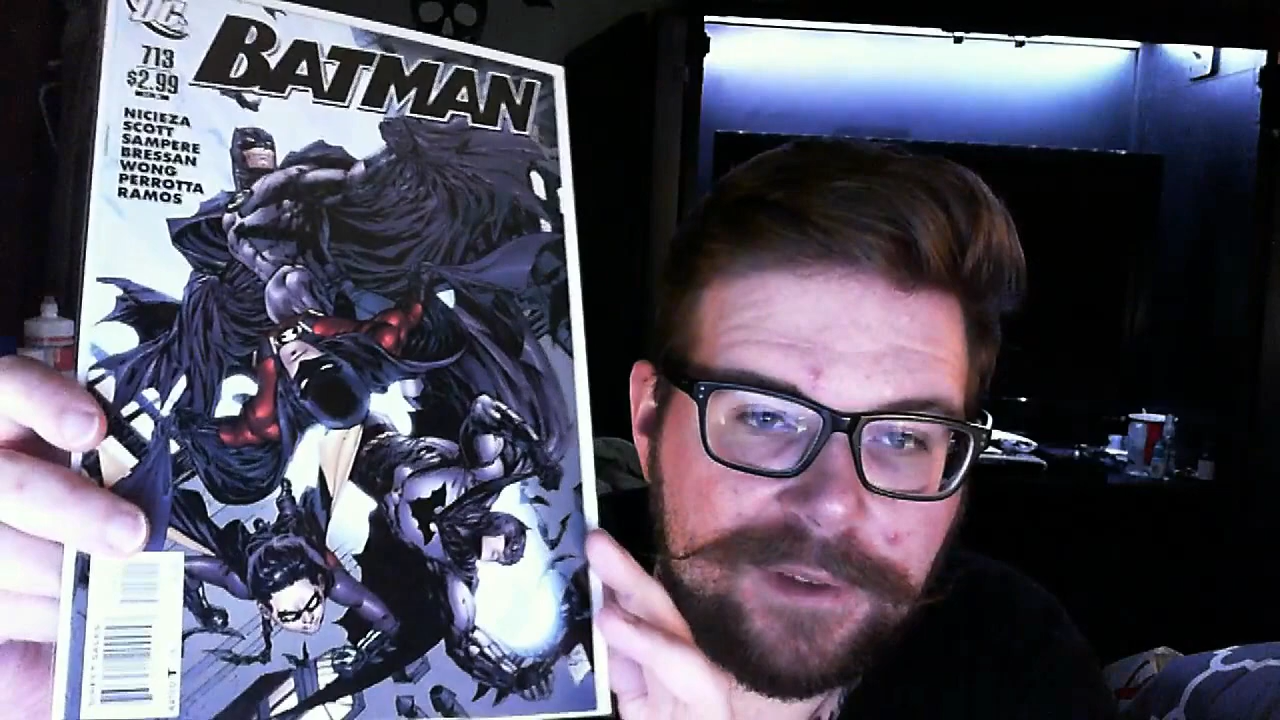 DC
BATMAN
713
$2.99
NICIEZA
SCOTT
SAMPERE
BRESSAN
WONG
PERROTTA
RAMOS